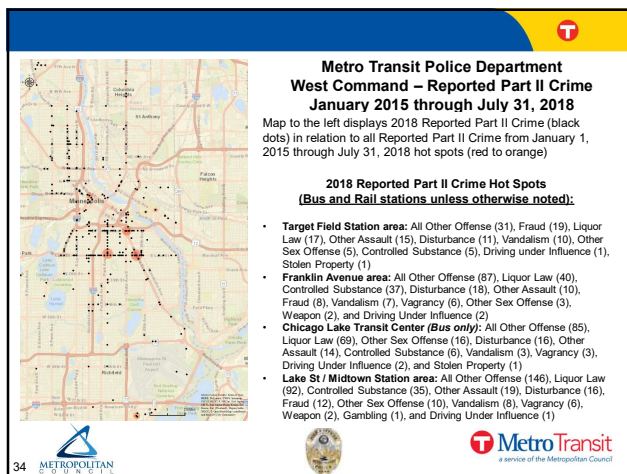 Metro Transit Police Department
West Command – Reported Part II Crime
January 2015 through July 31, 2018
Map to the left displays 2018 Reported Part II Crime (black
dots) in relation to all Reported Part II Crime from January 1,
2015 through July 31, 2018 hot spots (red to orange)
2018 Reported Part II Crime Hot Spots
(Bus and Rail stations unless otherwise noted):
• Target Field Station area: All Other Offense (31), Fraud (19), Liquor
Law (17), Other Assault (15), Disturbance (11), Vandalism (10), Other
Sex Offense (5), Controlled Substance (5), Driving under Influence (1),
Stolen Property (1)
• Franklin Avenue area: All Other Offense (87), Liquor Law (40),
Controlled Substance (37), Disturbance (18), Other Assault (10),
Fraud (8), Vandalism (7), Vagrancy (6), Other Sex Offense (3),
Weapon (2), and Driving Under Influence (2)
• Chicago Lake Transit Center (Bus only): All Other Offense (85),
Liquor Law (69), Other Sex Offense (16), Disturbance (16), Other
Assault (14), Controlled Substance (6), Vandalism (3), Vagrancy (3),
Driving Under Influence (2), and Stolen Property (1)
• Lake St / Midtown Station area: All Other Offense (146), Liquor Law
(92), Controlled Substance (35), Other Assault (19), Disturbance (16),
Fraud (12), Other Sex Offense (10), Vandalism (8), Vagrancy (6),
Weapon (2), Gambling (1), and Driving Under Influence (1)
Columbia
Heights
St Anthony
Falcon
Heights
Minneapolis
Richfield
34
METROPOLITAN
COUNCIL
T MetroTransit
a service of the Metropolitan Council